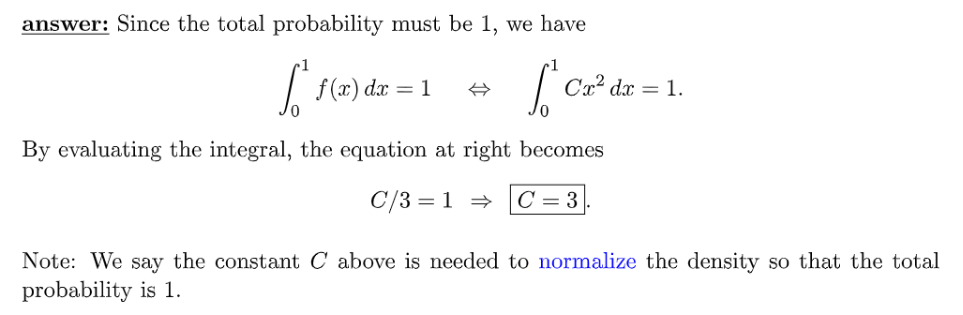 answer: Since the total probability must be 1, we have
∫₀¹ f(x) dx = 1 ⇔ ∫₀¹ Cx² dx = 1.
By evaluating the integral, the equation at right becomes
C/3 = 1 ⇒ C = 3.
Note: We say the constant C above is needed to normalize the density so that the total
probability is 1.